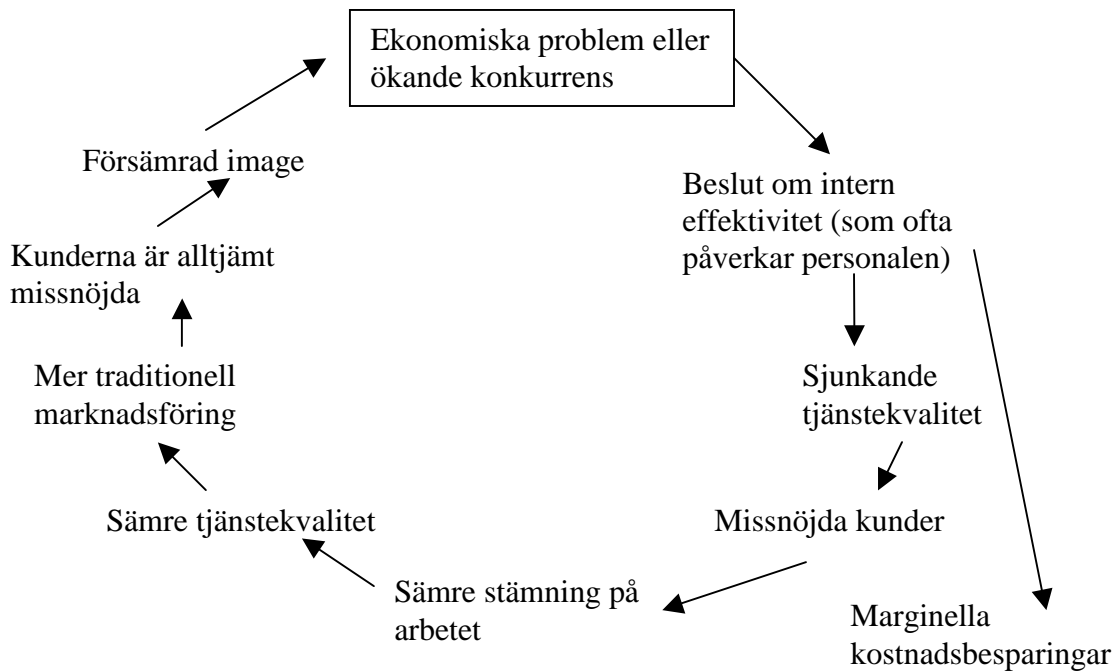 Ekonomiska problem eller
ökande konkurrens
Beslut om intern
effektivitet (som ofta
påverkar personalen)
Sjunkande
tjänstekvalitet
Missnöjda kunder
Marginella
kostnadsbesparingar
Sämre stämning på
arbetet
Sämre tjänstekvalitet
Mer traditionell
marknadsföring
Kunderna är alltjämt
missnöjda
Försämrad image